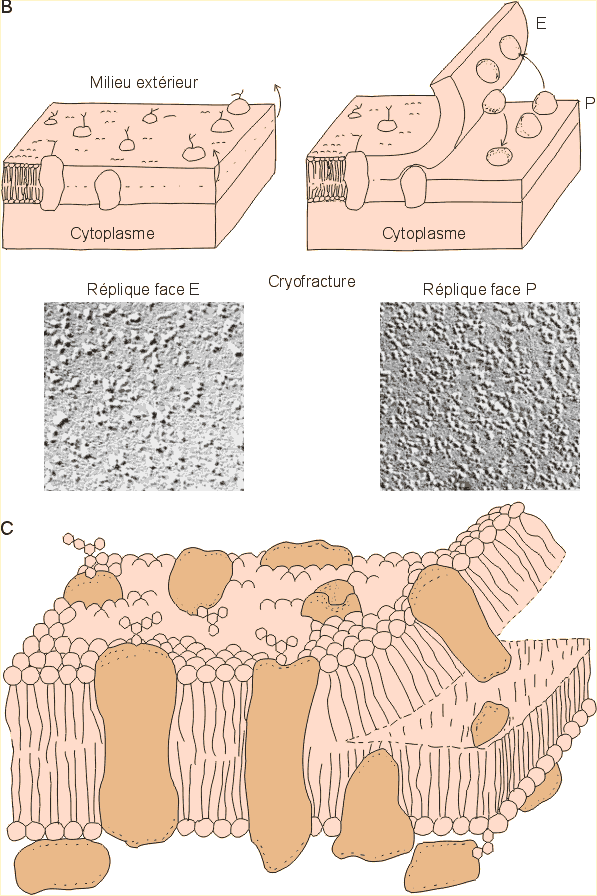 B
E
Milieu extérieur
P
Cytoplasme
Cytoplasme
Cryofracture
Réplique face E
Réplique face P
C